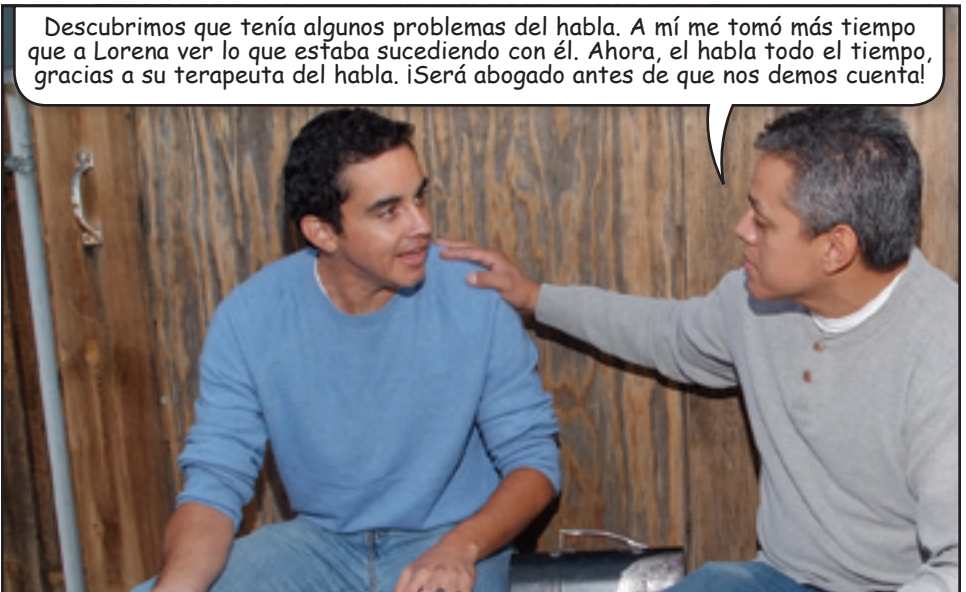 Descubrimos que tenía algunos problemas del habla. A mí me tomó más tiempo
que a Lorena ver lo que estaba sucediendo con él. Ahora, el habla todo el tiempo,
gracias a su terapeuta del habla. ¡Será abogado antes de que nos demos cuenta!